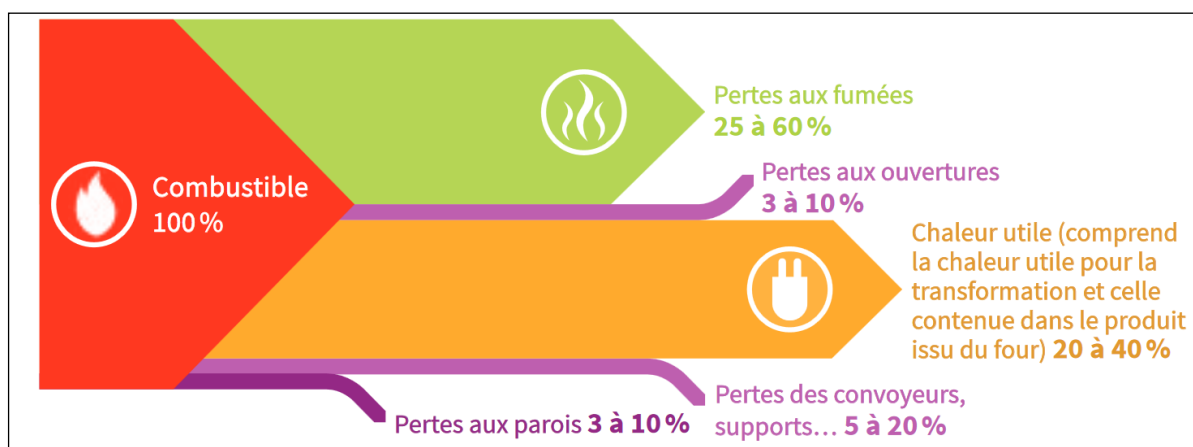 Combustible
100 %
Pertes aux fumées
25 à 60 %
Pertes aux ouvertures
3 à 10 %
Chaleur utile (comprend
la chaleur utile pour la
transformation et celle
contenue dans le produit
issu du four) 20 à 40 %
Pertes des convoyeurs,
supports… 5 à 20 %
Pertes aux parois 3 à 10 %